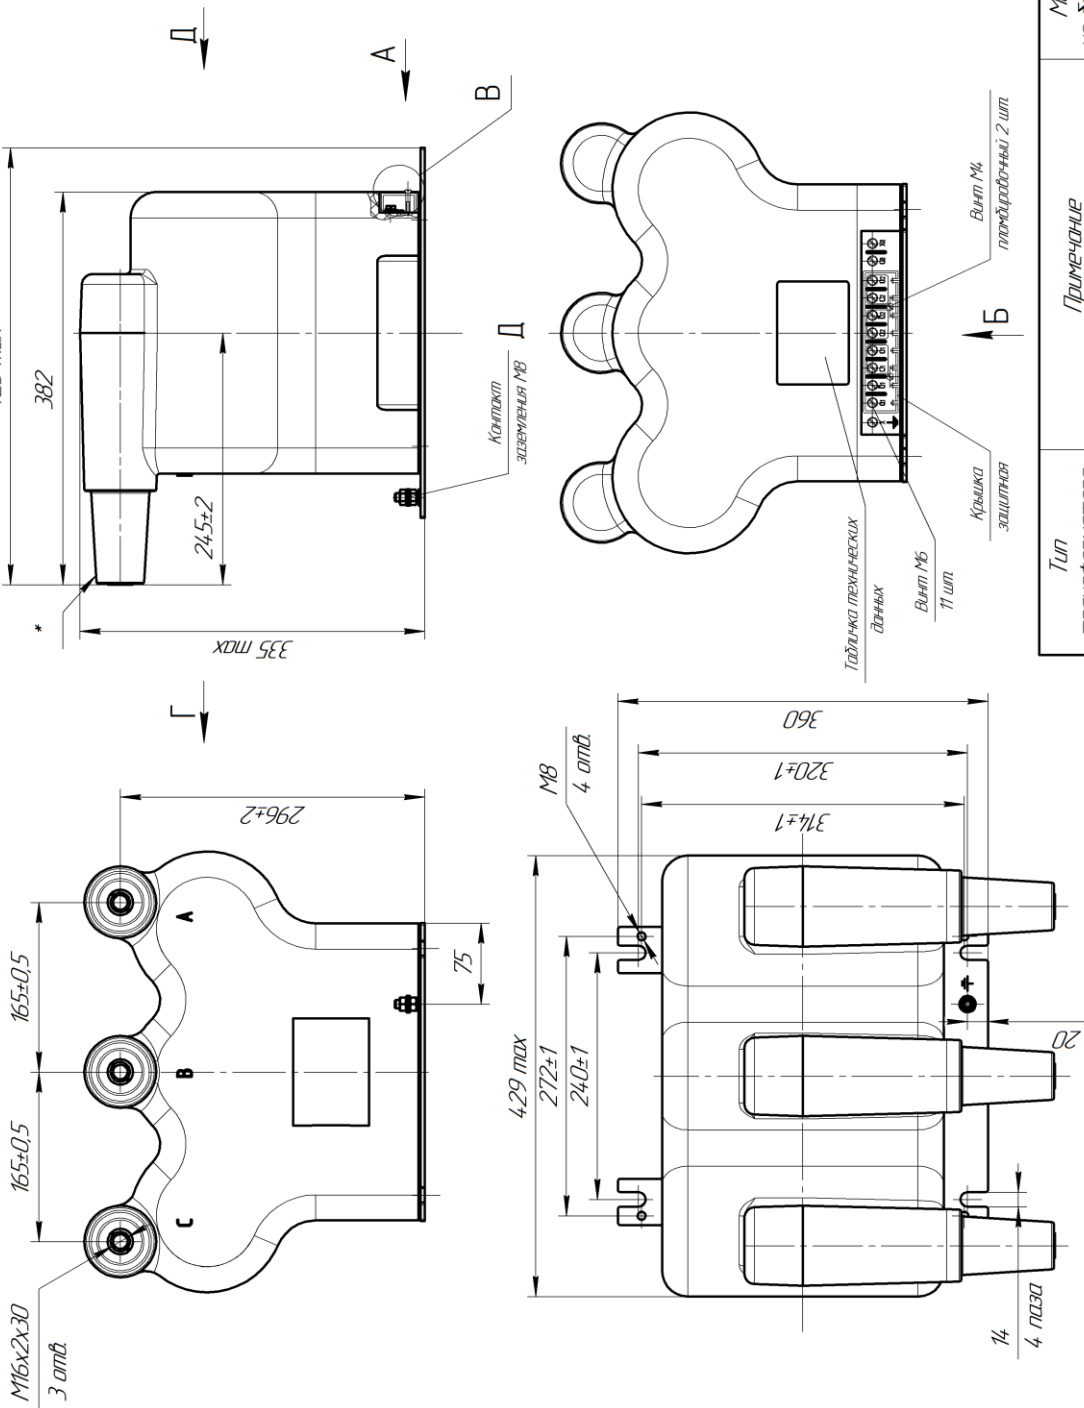 Д
А
В
382
245±2
*
335 max
Контакт
заземления М8
Д
Винт М4
пломбировочный 2 шт.
Б
Крышка
защитная
Винт М6
11 шт.
Табличка технических
данных
Примечание
Тип
Г
296±2
165±0,5
165±0,5
А
В
С
75
М16х2х30
3 отв.
М8
4 отв.
360
320±1
314±1
429 max
272±1
240±1
20
14
4 паза